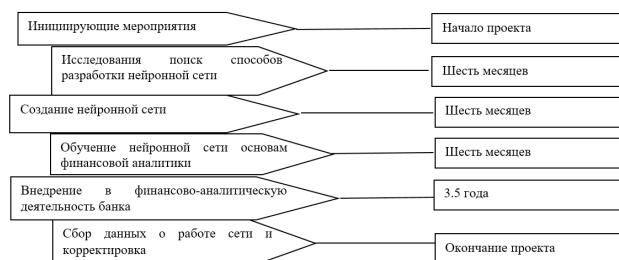 Инициирующие мероприятия
Начало проекта
Исследования поиск способов
разработки нейронной сети
Шесть месяцев
Создание нейронной сети
Шесть месяцев
Обучение нейронной сети основам
финансовой аналитики
Шесть месяцев
Внедрение в финансово-аналитическую
деятельность банка
3.5 года
Сбор данных о работе сети и
корректировка
Окончание проекта